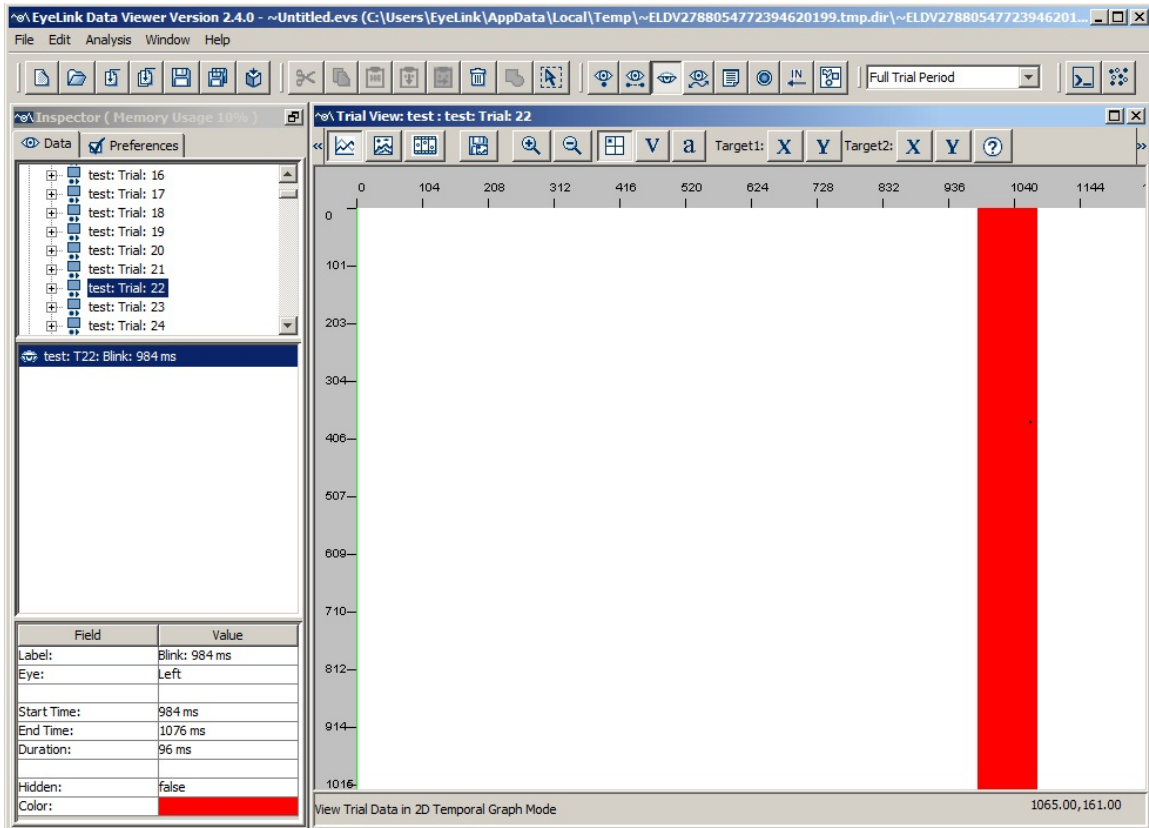 EyeLink Data Viewer Version 2.4.0 - ~Untitled.evs (C:\Users\EyeLink\AppData\Local\Temp\~ELDV2788054772394620199.tmp.dir\~ELDV27880547723946201...
File Edit Analysis Window Help
IN Full Trial Period
Inspector ( Memory Usage 10% )
Data Preferences
test: Trial: 16
test: Trial: 17
test: Trial: 18
test: Trial: 19
test: Trial: 20
test: Trial: 21
test: Trial: 22
test: Trial: 23
test: Trial: 24
test: T22: Blink: 984 ms
Field Value
Label: Blink: 984 ms
Eye: Left
Start Time: 984 ms
End Time: 1076 ms
Duration: 96 ms
Hidden: false
Color:
Trial View: test : test: Trial: 22
V a Target1: X Y Target2: X Y ?
0 104 208 312 416 520 624 728 832 936 1040 1144
0
101
203
304
406
507
609
710
812
914
1015
View Trial Data in 2D Temporal Graph Mode 1065.00,161.00